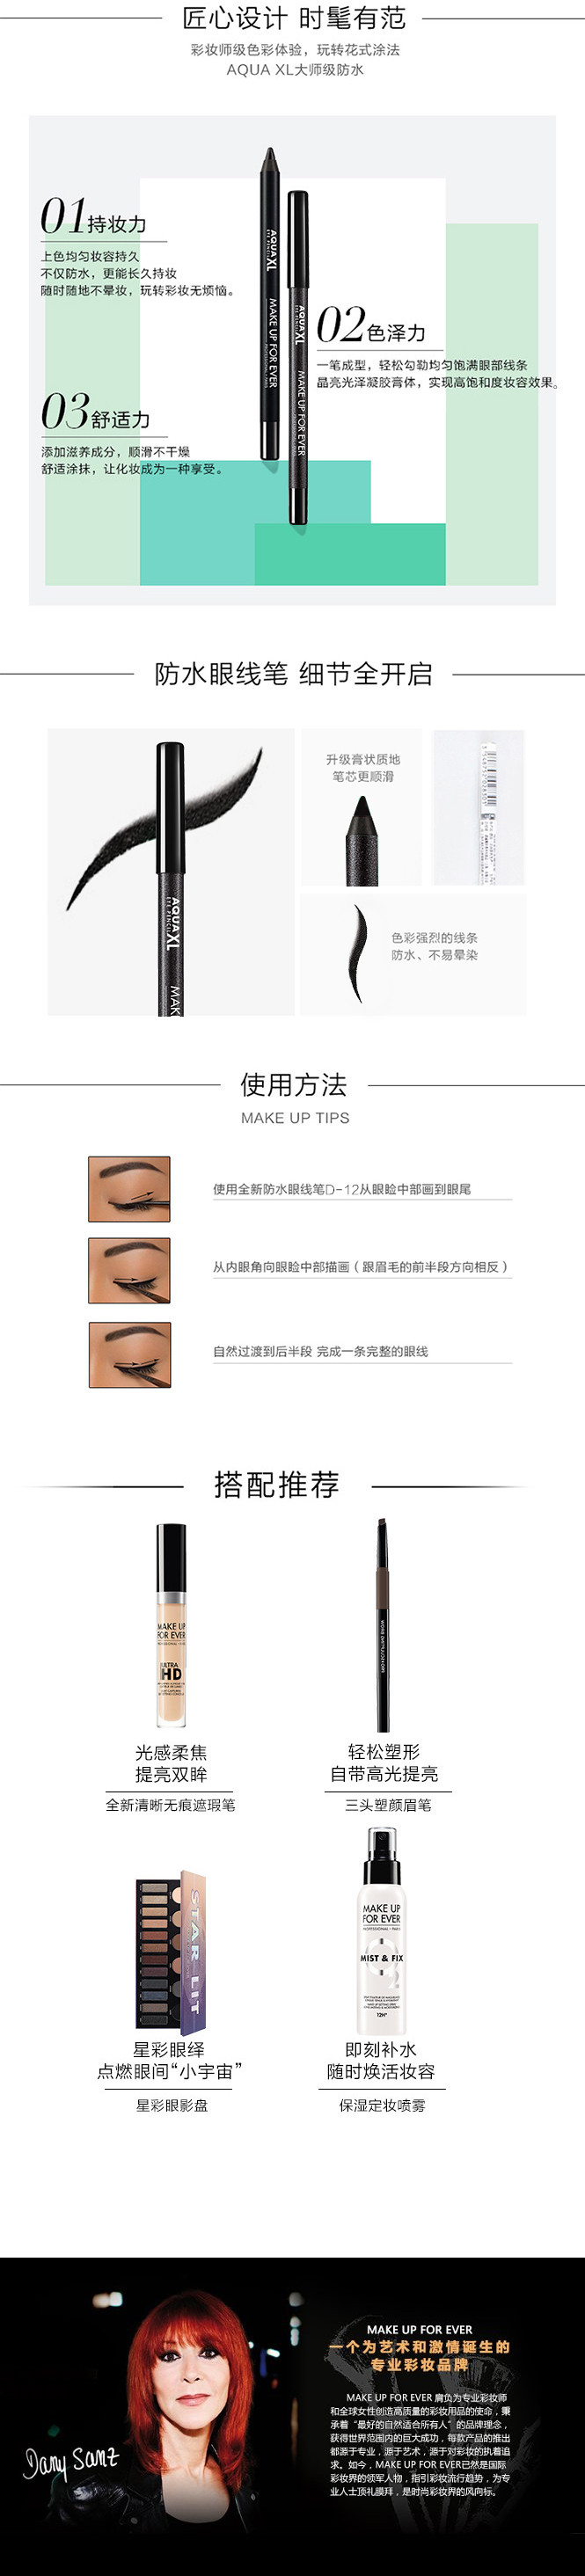 匠心设计 时髦有范
彩妆师级色彩体验，玩转花式涂法
AQUA XL大师级防水
01持妆力
上色均匀妆容持久
不仅防水，更能长久持妆
随时随地不晕妆，玩转彩妆无烦恼。
AQUA XL
EYE PENCIL
MAKE UP FOR EVER
AQUA XL
EYE PENCIL
MAKE UP FOR EVER
02色泽力
一笔成型，轻松勾勒均匀饱满眼部线条
晶亮光泽凝胶膏体，实现高饱和度妆容效果。
03舒适力
添加滋养成分，顺滑不干燥
舒适涂抹，让化妆成为一种享受。
防水眼线笔 细节全开启
AQUA XL
EYE PENCIL
MAK
升级膏状质地
笔芯更顺滑
色彩强烈的线条
防水、不易晕染
使用方法
MAKE UP TIPS
使用全新防水眼线笔D-12从眼睑中部画到眼尾
从内眼角向眼睑中部描画（跟眉毛的前半段方向相反）
自然过渡到后半段 完成一条完整的眼线
搭配推荐
MAKE UP
FOR EVER
ULTRA
HD
光感柔焦
提亮双眸
全新清晰无痕遮瑕笔
轻松塑形
自带高光提亮
三头塑颜眉笔
STAR LIT
星彩眼绎
点燃眼间“小宇宙”
星彩眼影盘
MAKE UP
FOR EVER
PROFESSIONAL - PARIS
MIST & FIX
12H*
即刻补水
随时焕活妆容
保湿定妆喷雾
Dany Sanz
MAKE UP FOR EVER
一个为艺术和激情诞生的
专业彩妆品牌
MAKE UP FOR EVER 肩负为专业彩妆师
和全球女性创造高质量的彩妆用品的使命，秉
承着“最好的自然适合所有人”的品牌理念，
获得世界范围内的巨大成功，每款产品的推出
都源于专业，源于艺术，源于对彩妆的执着追
求。如今，MAKE UP FOR EVER已然是国际
彩妆界的领军人物，指引彩妆流行趋势，为专
业人士顶礼膜拜，是时尚彩妆界的风向标。